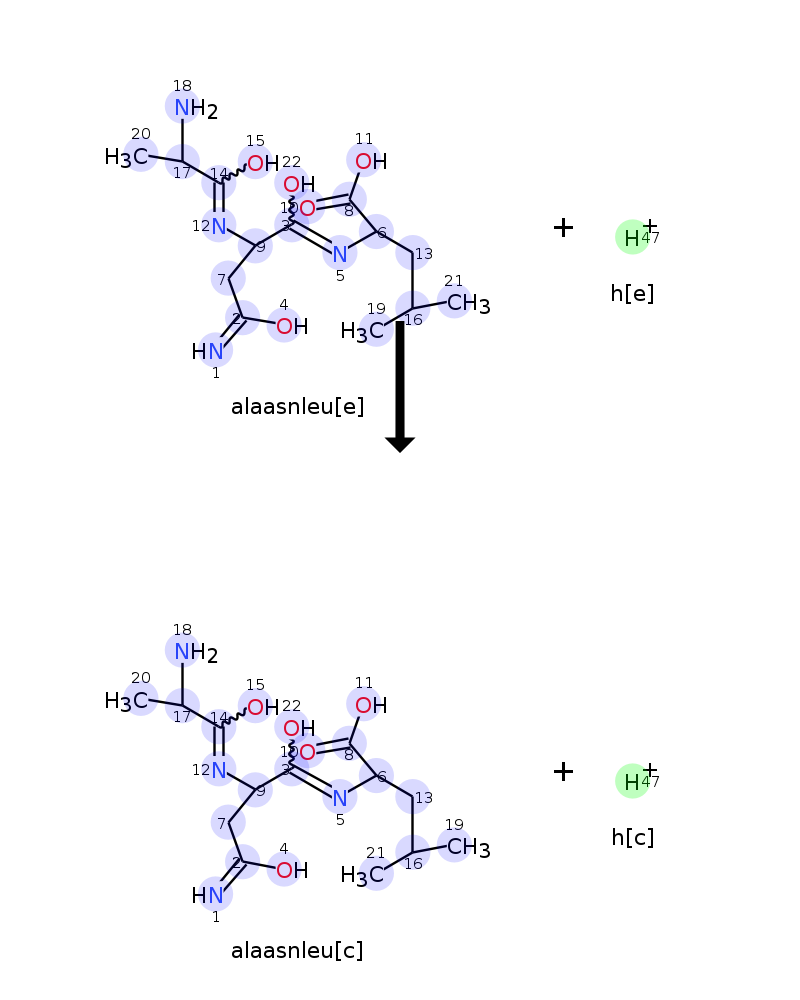 18
NH2
20
H3C
17
14
15
OH
22
OH
11
OH
10
O
8
12
N
9
3
N
5
6
13
7
2
4
OH
HN
1
19
H3C
16
21
CH3
alaasnleu[e]
+
H+
47
h[e]
18
NH2
20
H3C
17
14
15
OH
22
OH
11
OH
10
O
8
12
N
9
3
N
5
6
13
7
2
4
OH
HN
1
21
H3C
16
19
CH3
alaasnleu[c]
+
H+
47
h[c]